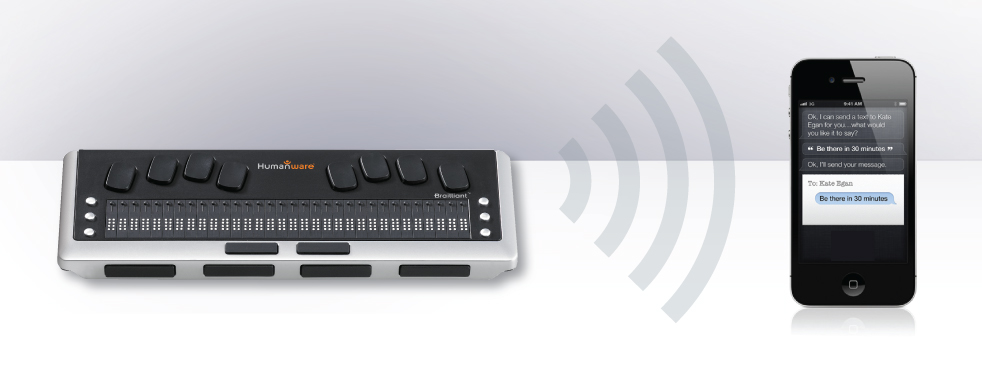 Humanware
Brailliant
3G 9:41 AM
Ok, I can send a text to Kate
Egan for you...what would
you like it to say?
“ Be there in 30 minutes ”
Ok, I'll send your message.
To: Kate Egan
Be there in 30 minutes